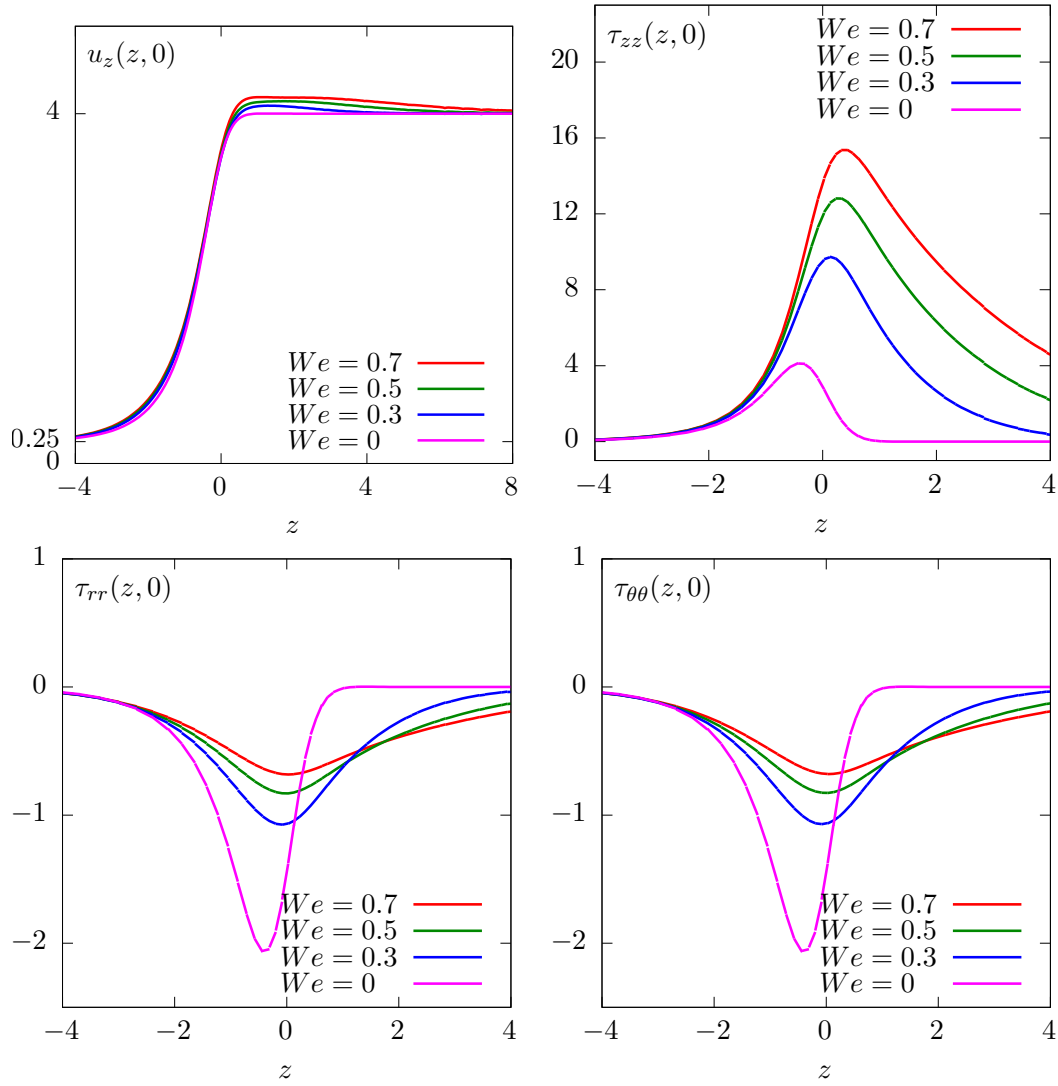 u_z(z, 0)
4
0.25
0
−4
0
4
8
z
We = 0.7
We = 0.5
We = 0.3
We = 0
τ_zz(z, 0)
We = 0.7
We = 0.5
We = 0.3
We = 0
20
16
12
8
4
0
−4
−2
0
2
4
z
τ_rr(z, 0)
1
0
−1
−2
We = 0.7
We = 0.5
We = 0.3
We = 0
−4
−2
0
2
4
z
τ_θθ(z, 0)
1
0
−1
−2
We = 0.7
We = 0.5
We = 0.3
We = 0
−4
−2
0
2
4
z